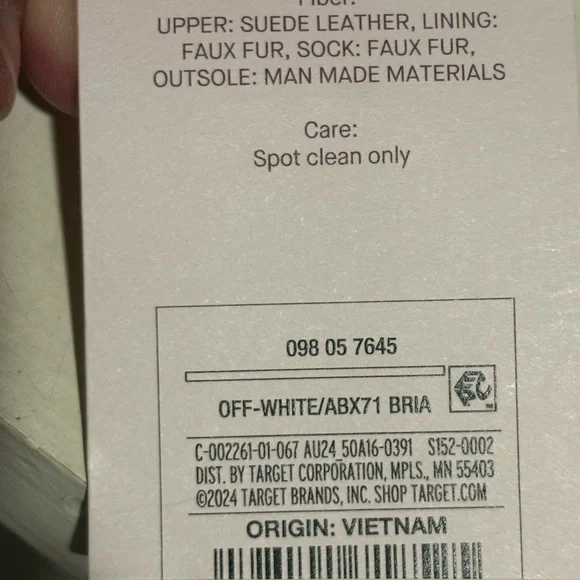 Fiber:
UPPER: SUEDE LEATHER, LINING:
FAUX FUR, SOCK: FAUX FUR,
OUTSOLE: MAN MADE MATERIALS
Care:
Spot clean only
098 05 7645
OFF-WHITE/ABX71 BRIA
C-002261-01-067 AU24_50A16-0391 S152-0002
DIST. BY TARGET CORPORATION, MPLS., MN 55403
©2024 TARGET BRANDS, INC. SHOP TARGET.COM
ORIGIN: VIETNAM